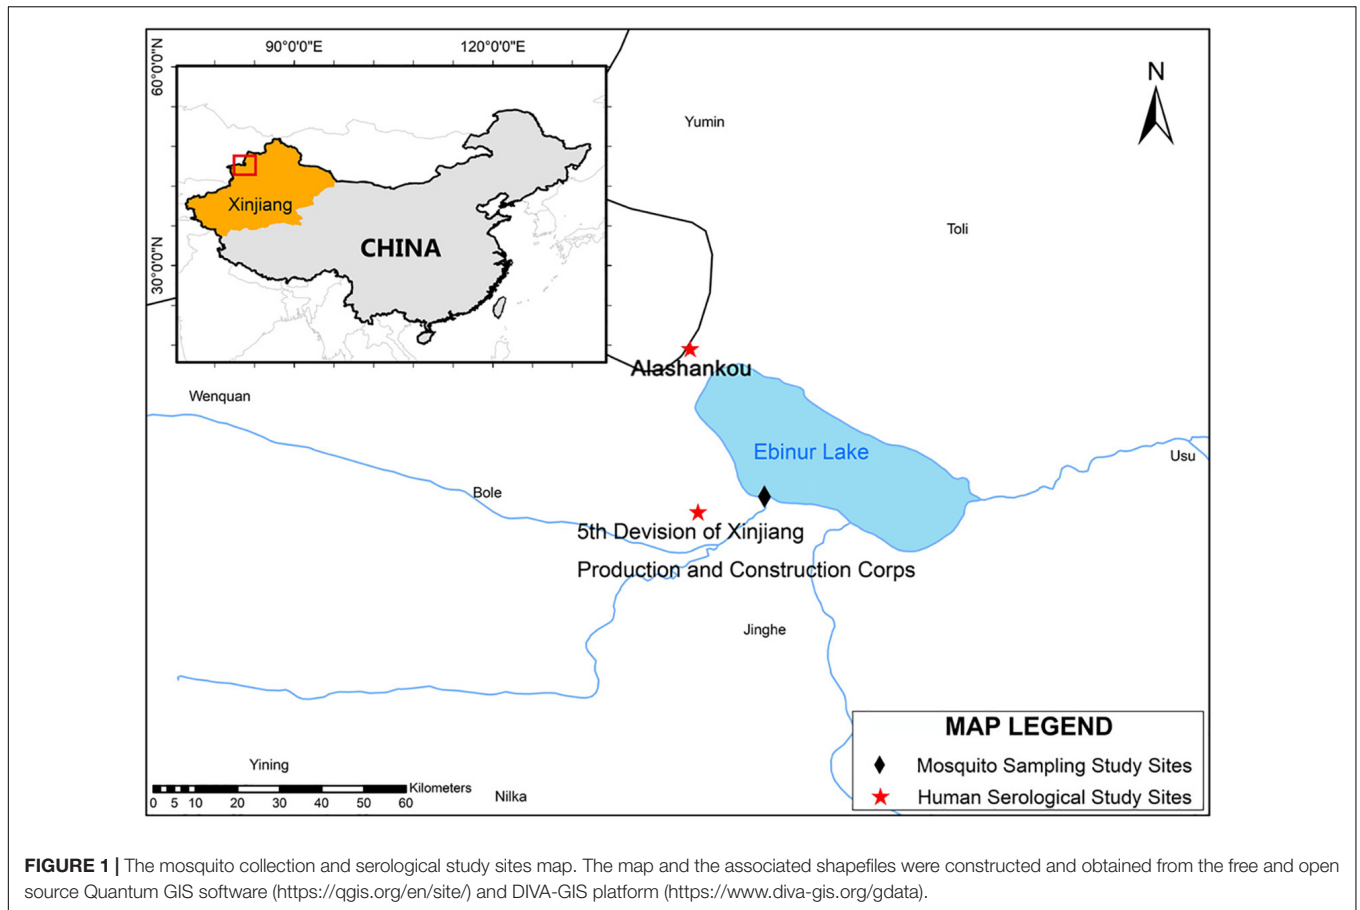 90°0'0"E
120°0'0"E
60°0'0"N
30°0'0"N
Xinjiang
CHINA
N
Yumin
Toli
Alashankou
Wenquan
Ebinur Lake
Usu
Bole
5th Devision of Xinjiang
Production and Construction Corps
Jinghe
Yining
Nilka
Kilometers
0 5 10 20 30 40 50 60
MAP LEGEND
Mosquito Sampling Study Sites
Human Serological Study Sites
FIGURE 1 | The mosquito collection and serological study sites map. The map and the associated shapefiles were constructed and obtained from the free and open
source Quantum GIS software (https://qgis.org/en/site/) and DIVA-GIS platform (https://www.diva-gis.org/gdata).